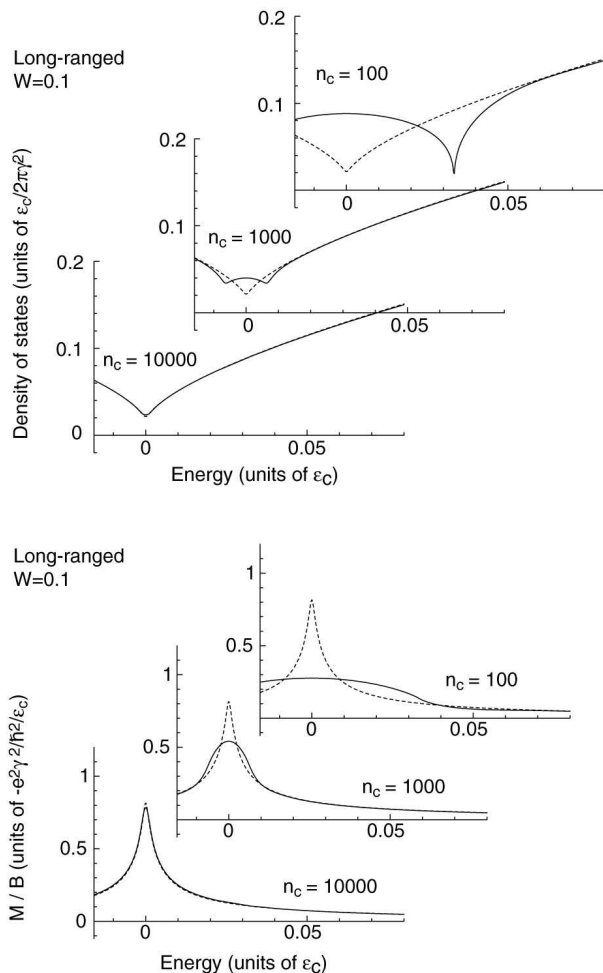 Long-ranged
W=0.1
n_c = 100
0.2
0.1
0
0.05
n_c = 1000
0.2
0.1
0
0.05
n_c = 10000
0.2
0.1
0
0
0.05
Density of states (units of ε_c/2πγ²)
Energy (units of ε_c)
Long-ranged
W=0.1
1
0.5
n_c = 100
0
0.05
1
0.5
n_c = 1000
0
0.05
1
0.5
0
n_c = 10000
0
0.05
M / B (units of -e²γ²/ħ²/ε_c)
Energy (units of ε_c)